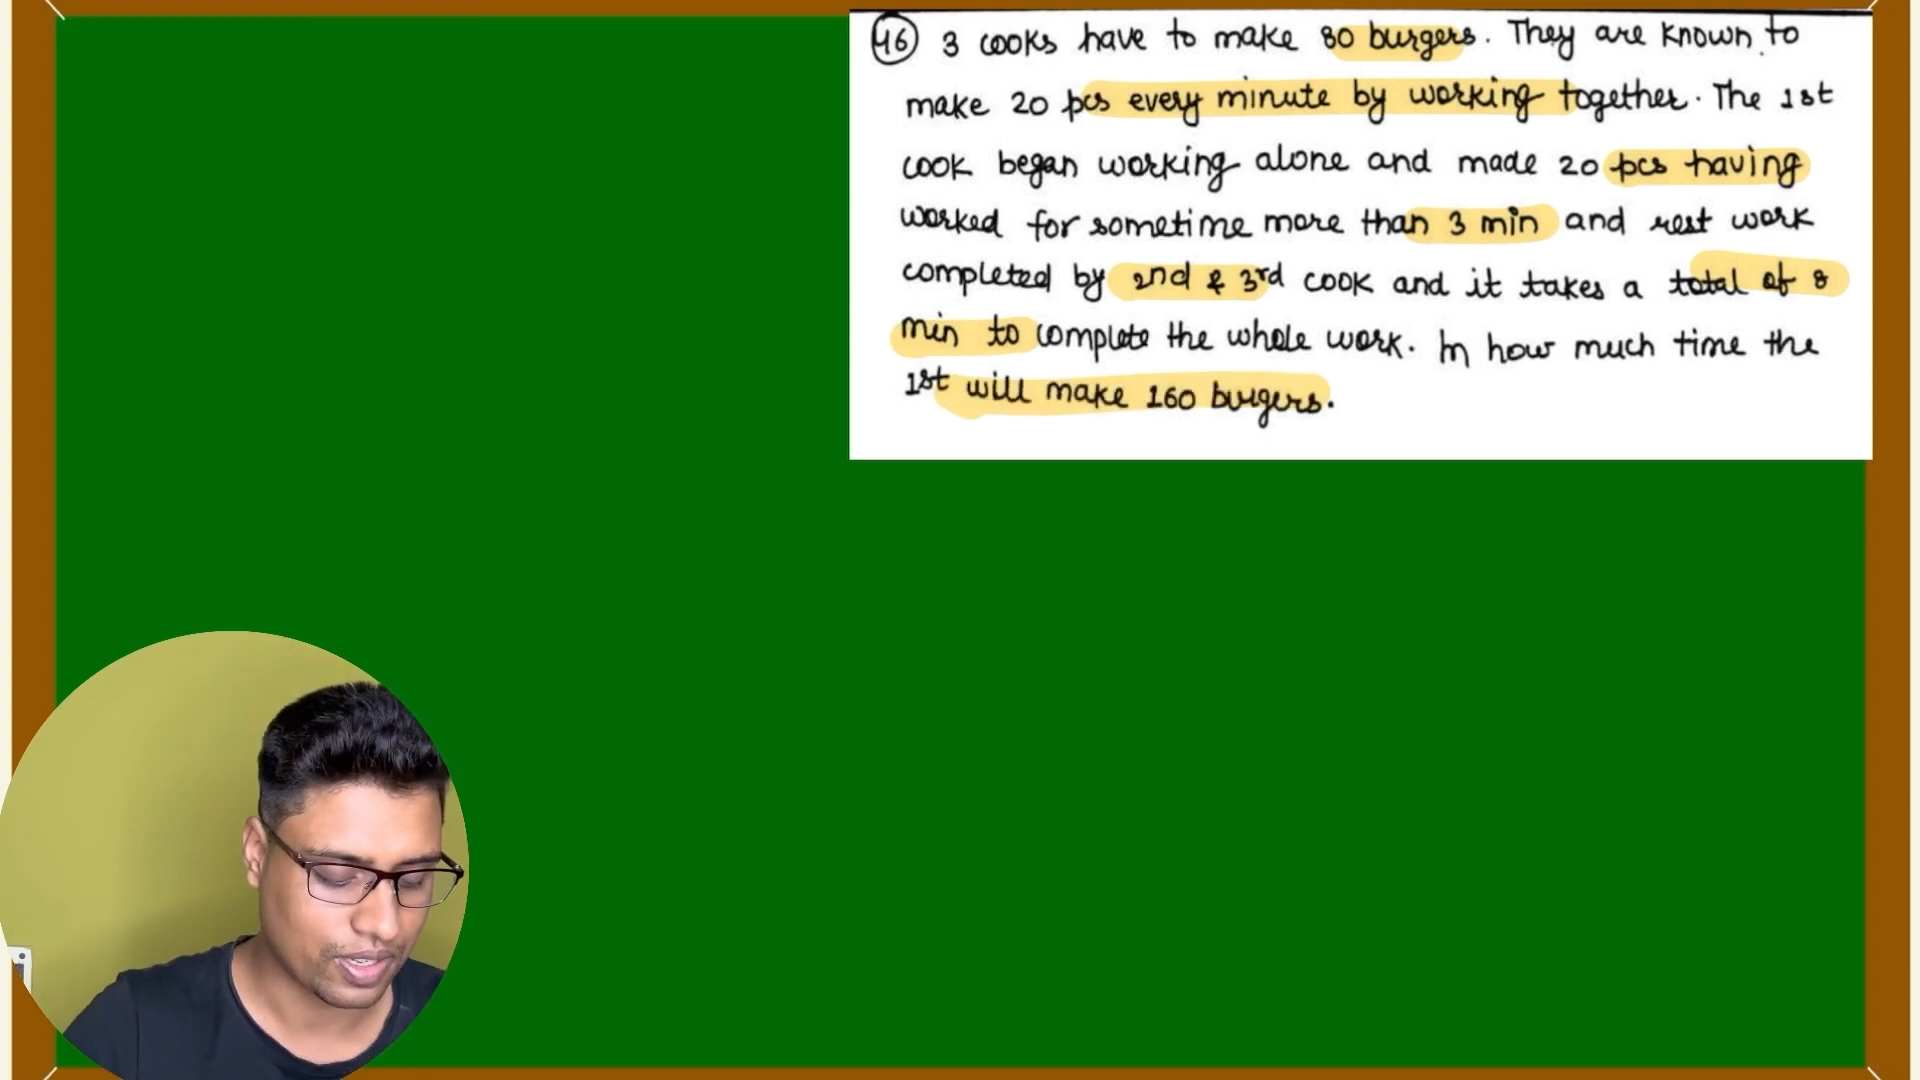 46 3 cooks have to make 80 burgers. They are known to
make 20 pcs every minute by working together. The 1st
cook began working alone and made 20 pcs having
worked for sometime more than 3 min and rest work
completed by 2nd & 3rd cook and it takes a total of 8
min to complete the whole work. In how much time the
1st will make 160 burgers.